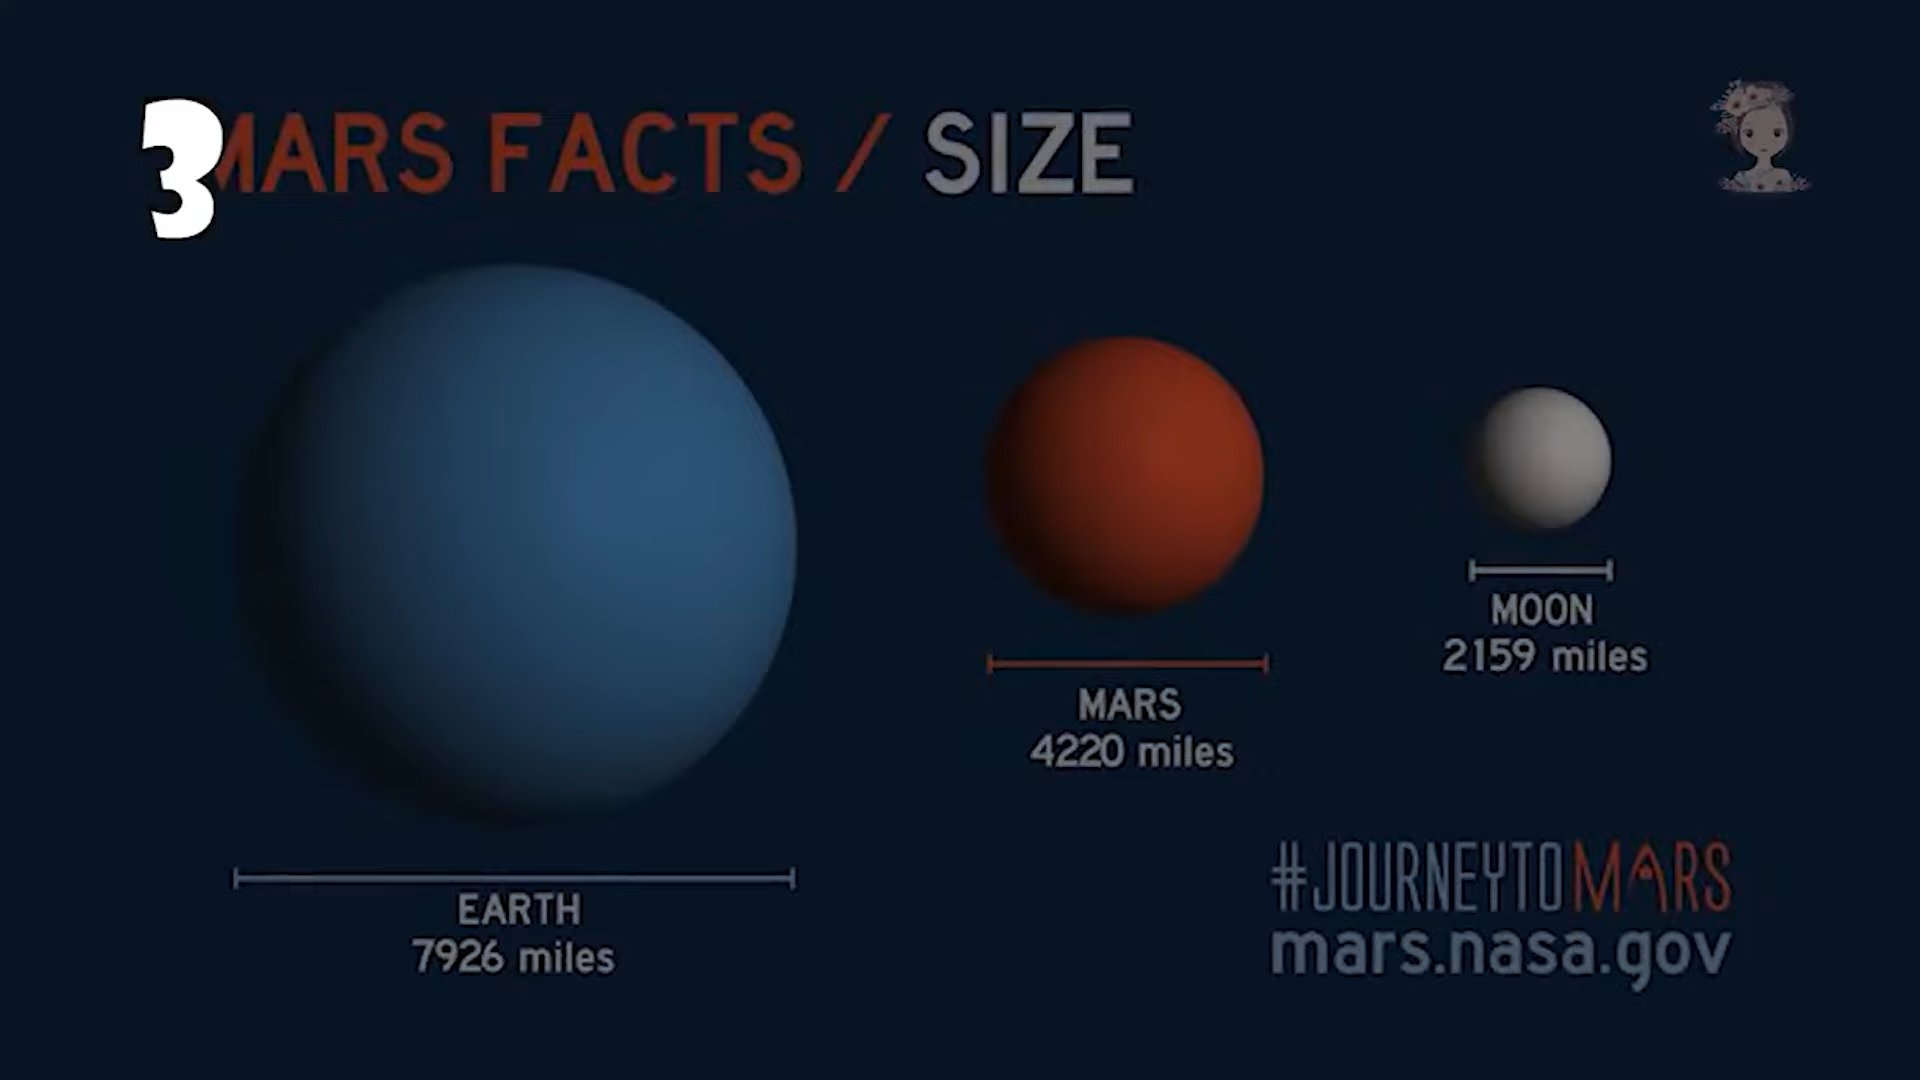 3
MARS FACTS / SIZE
MOON
2159 miles
MARS
4220 miles
EARTH
7926 miles
#JOURNEYTOMARS
mars.nasa.gov